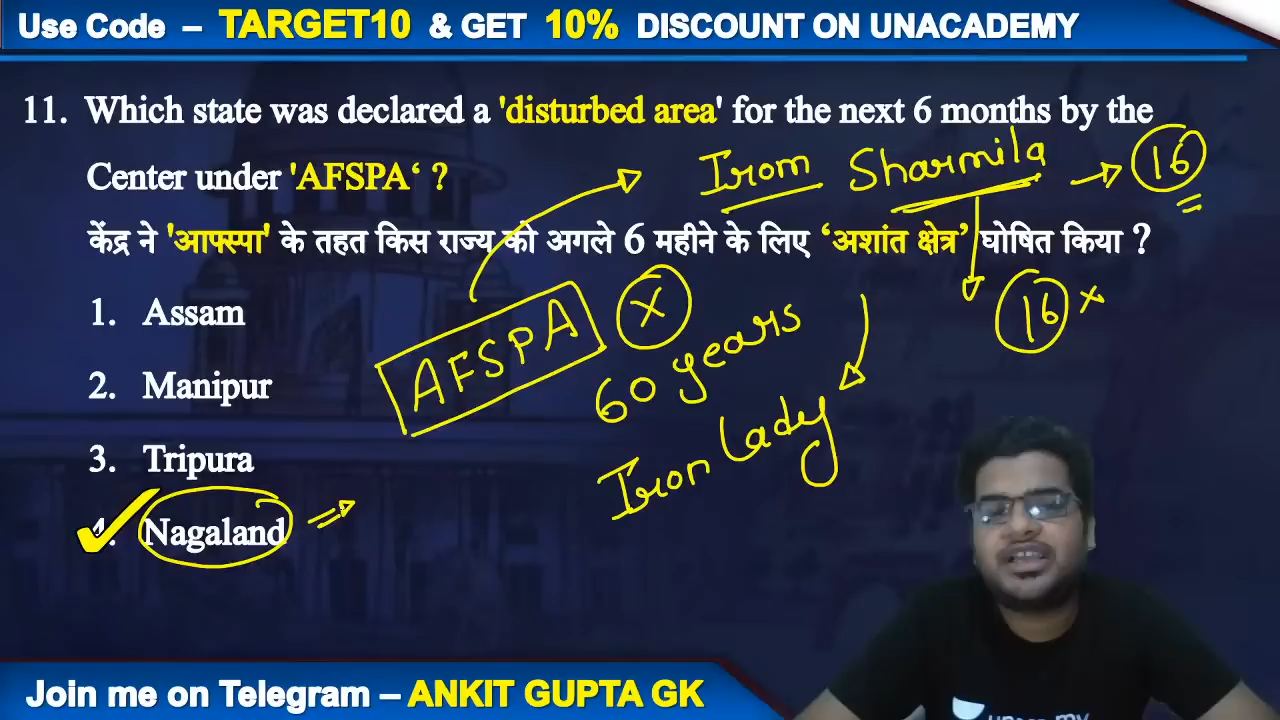 Use Code – TARGET10 & GET 10% DISCOUNT ON UNACADEMY
11. Which state was declared a 'disturbed area' for the next 6 months by the
Center under 'AFSPA‘ ?
Irom Sharmila → 16
केंद्र ने 'आफ्स्पा' के तहत किस राज्य को अगले 6 महीने के लिए ‘अशांत क्षेत्र’ घोषित किया ?
1. Assam
AFSPA X
16 x
60 years
2. Manipur
Iron Lady
3. Tripura
4. Nagaland
Join me on Telegram – ANKIT GUPTA GK